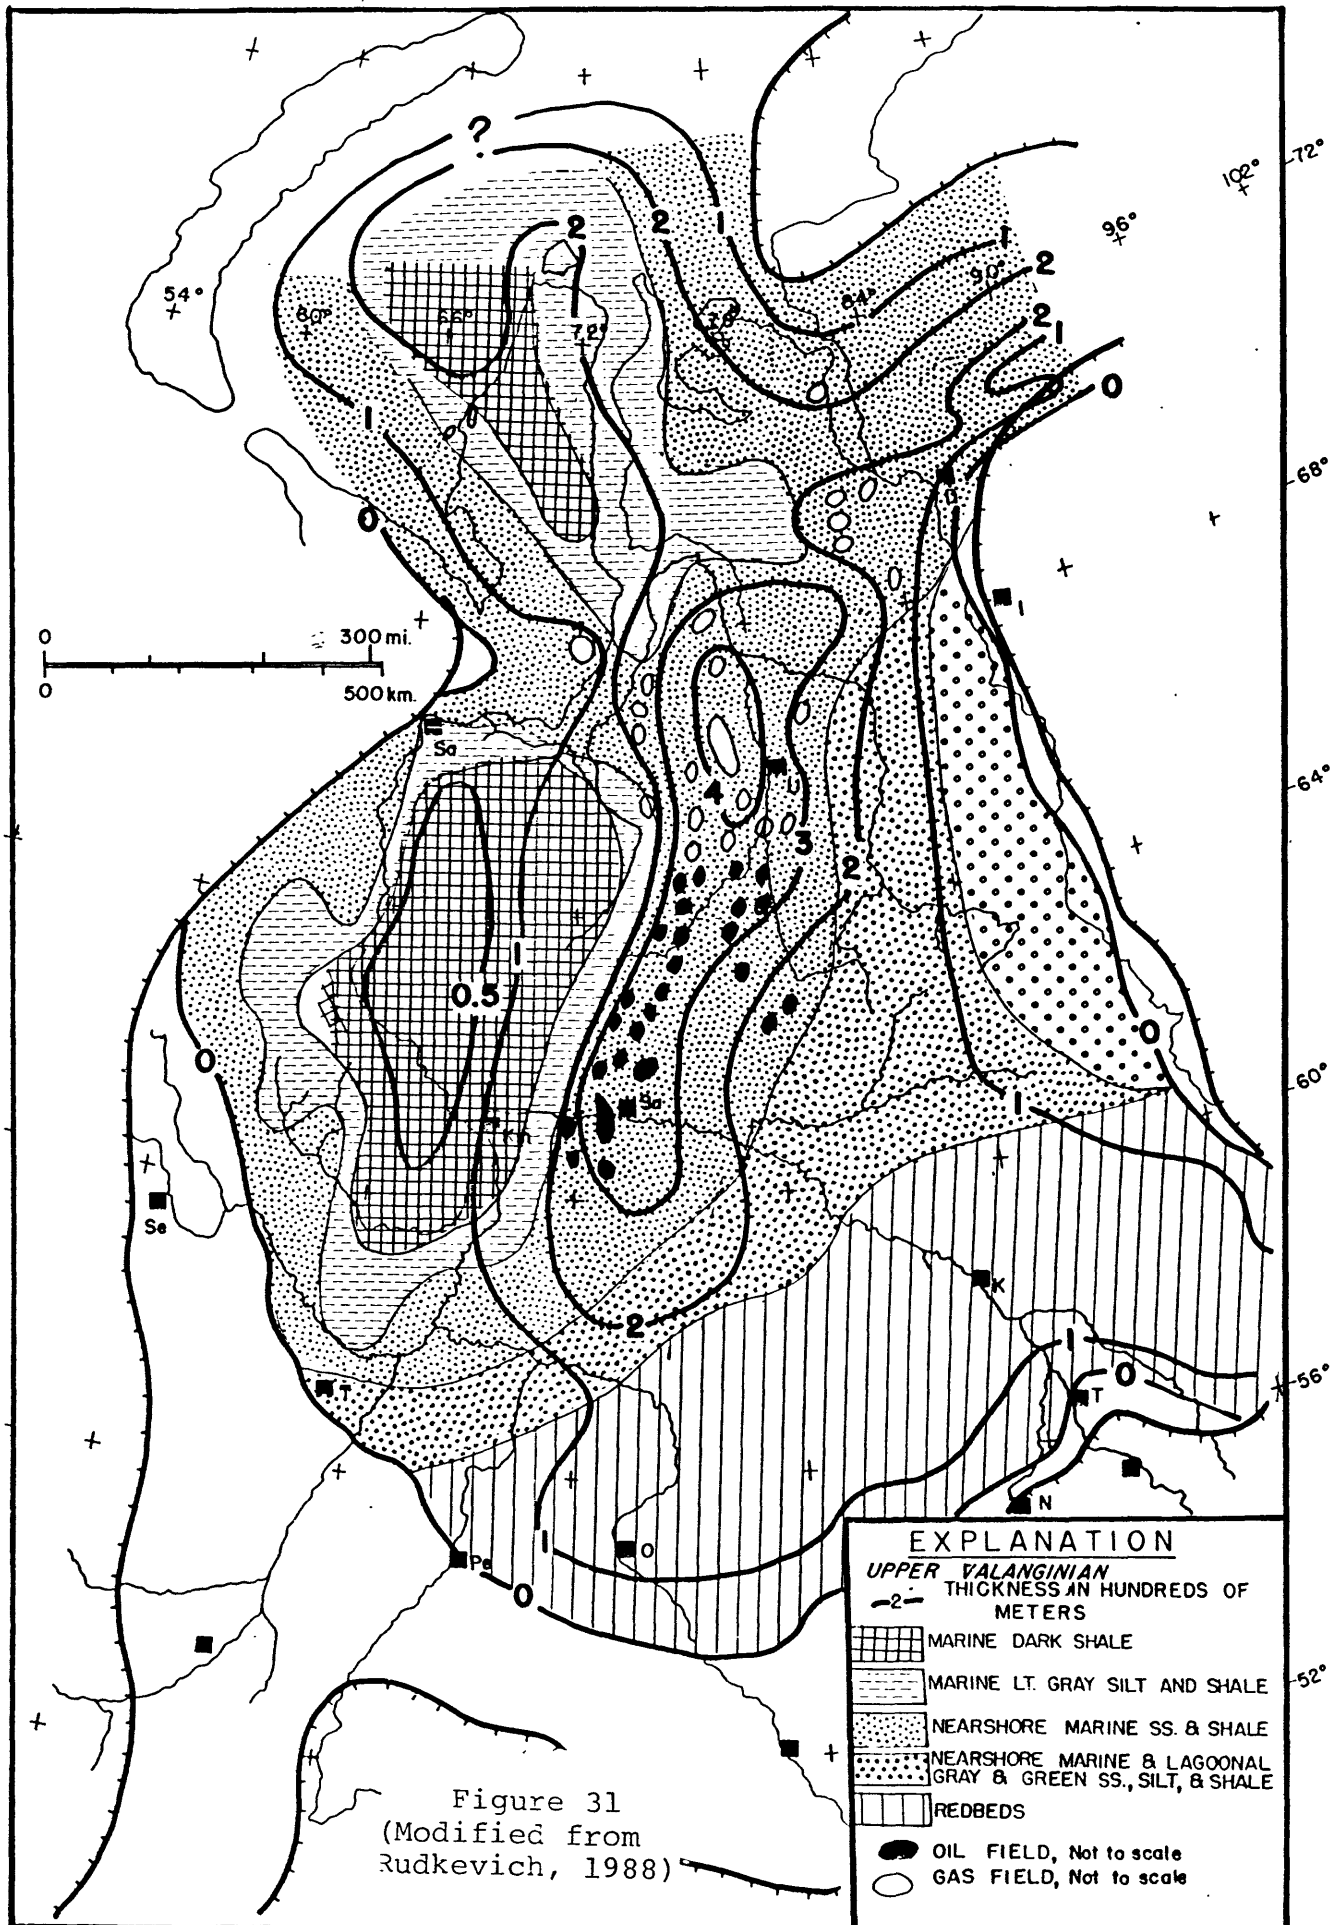 ?
72°
102°
2
2
1
96°
1
54°
90°
2
60°
66°
72°
78°
84°
2
1
0
1
68°
0
D
I
0
300 mi.
0
500 km.
Sa
64°
4
U
3
2
1
0.5
0
0
60°
Su
1
K
Se
K
2
1
0
56°
T
T
N
1
O
Pe
0
EXPLANATION
UPPER VALANGINIAN
-2- THICKNESS IN HUNDREDS OF
METERS
MARINE DARK SHALE
MARINE LT. GRAY SILT AND SHALE
52°
NEARSHORE MARINE SS. & SHALE
NEARSHORE MARINE & LAGOONAL
GRAY & GREEN SS., SILT, & SHALE
REDBEDS
OIL FIELD, Not to scale
GAS FIELD, Not to scale
Figure 31
(Modified from
Rudkevich, 1988)